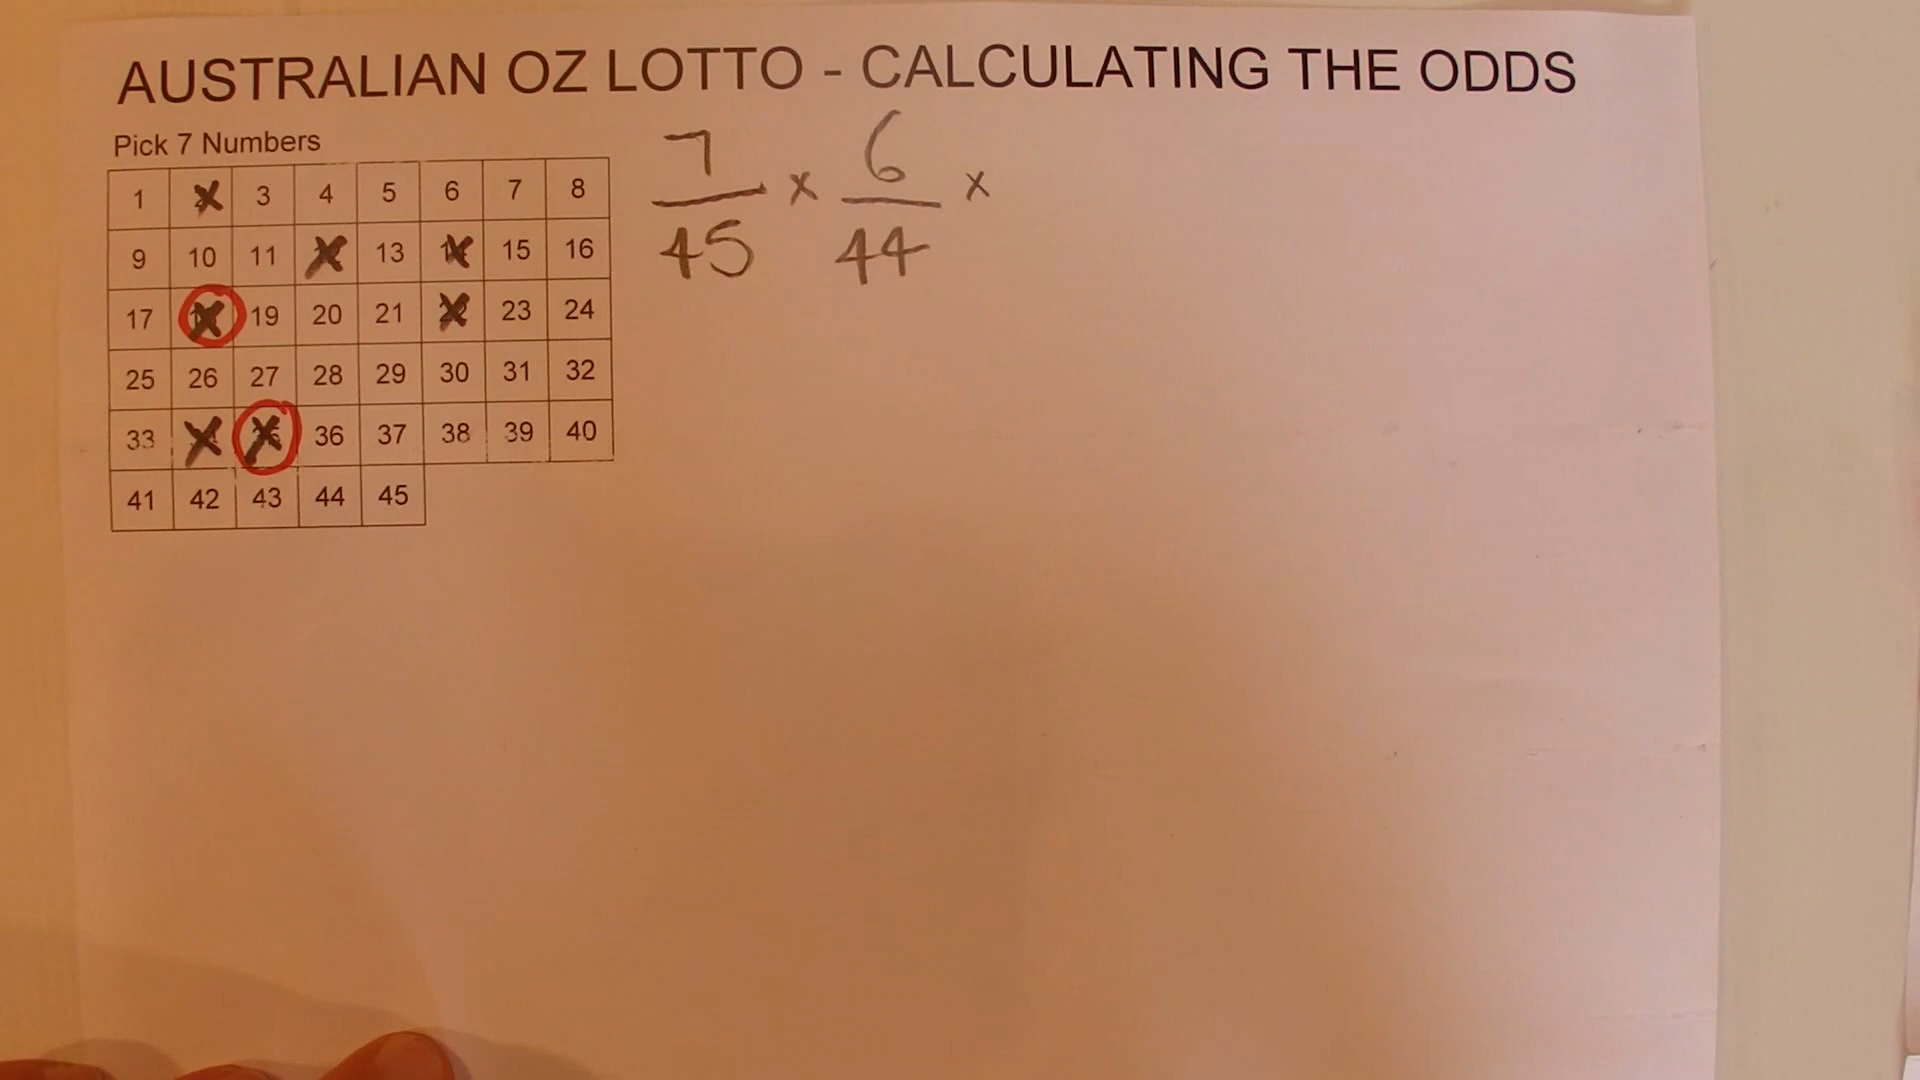 AUSTRALIAN OZ LOTTO - CALCULATING THE ODDS
Pick 7 Numbers
1 3 4 5 6 7 8
9 10 11 13 15 16
17 19 20 21 23 24
25 26 27 28 29 30 31 32
33 36 37 38 39 40
41 42 43 44 45
7/45 × 6/44 ×